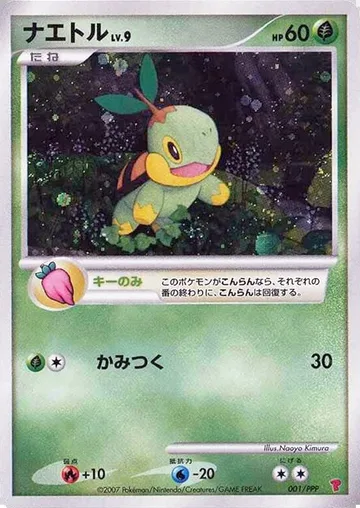 ナエトル LV.9 HP 60
たね
キーのみ このポケモンがこんらんなら、それぞれの
番の終わりに、こんらんは回復する。
かみつく 30
Illus.Naoyo Kimura
弱点 +10 抵抗力 -20 にげる
©2007 Pokémon/Nintendo/Creatures/GAME FREAK. 001/PPP